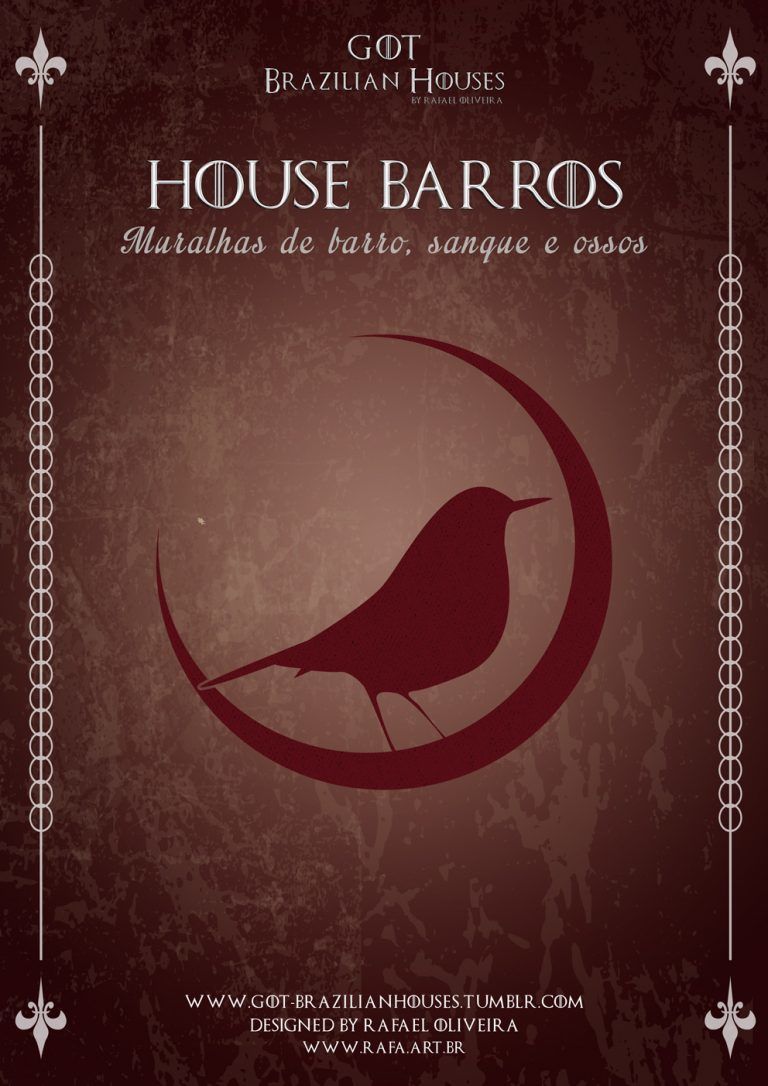 GOT
BRAZILIAN HOUSES
BY RAFAEL OLIVEIRA
HOUSE BARROS
Muralhas de barro, sangue e ossos
WWW.GOT-BRAZILIANHOUSES.TUMBLR.COM
DESIGNED BY RAFAEL OLIVEIRA
WWW.RAFA.ART.BR